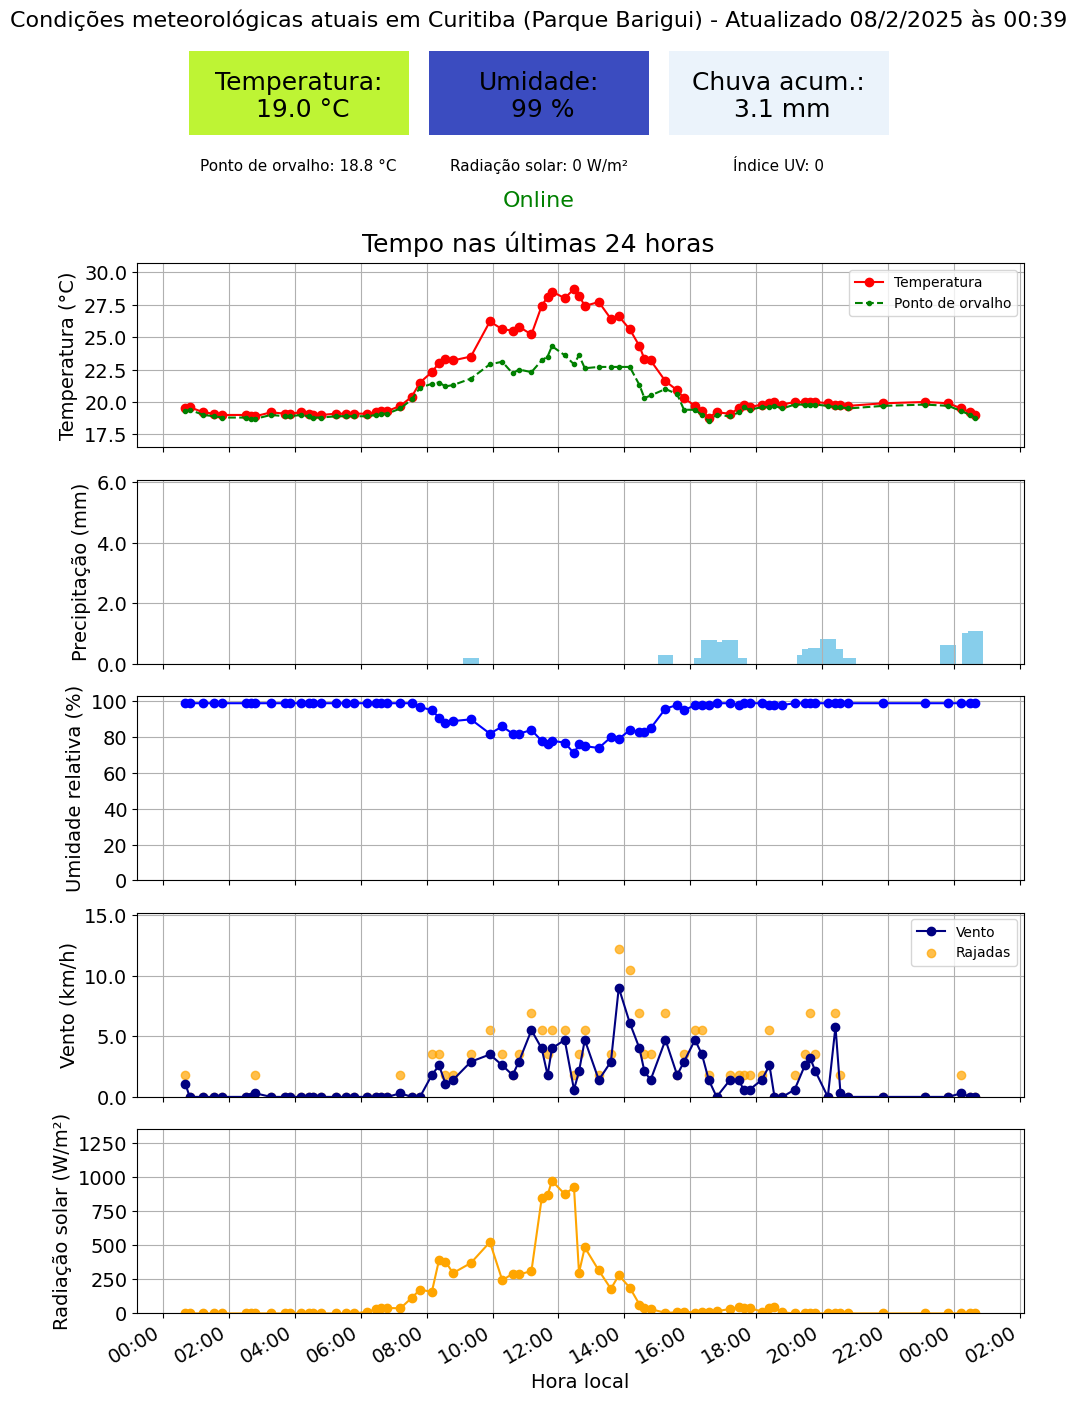 Condições meteorológicas atuais em Curitiba (Parque Barigui) - Atualizado 08/2/2025 às 00:39
Temperatura:
19.0 °C
Umidade:
99 %
Chuva acum.:
3.1 mm
Ponto de orvalho: 18.8 °C
Radiação solar: 0 W/m²
Índice UV: 0
Online
Tempo nas últimas 24 horas
Temperatura (°C)
30.0
27.5
25.0
22.5
20.0
17.5
Temperatura
Ponto de orvalho
Precipitação (mm)
6.0
4.0
2.0
0.0
Umidade relativa (%)
100
80
60
40
20
0
Vento (km/h)
15.0
10.0
5.0
0.0
Vento
Rajadas
Radiação solar (W/m²)
1250
1000
750
500
250
0
00:00
02:00
04:00
06:00
08:00
10:00
12:00
14:00
16:00
18:00
20:00
22:00
00:00
02:00
Hora local